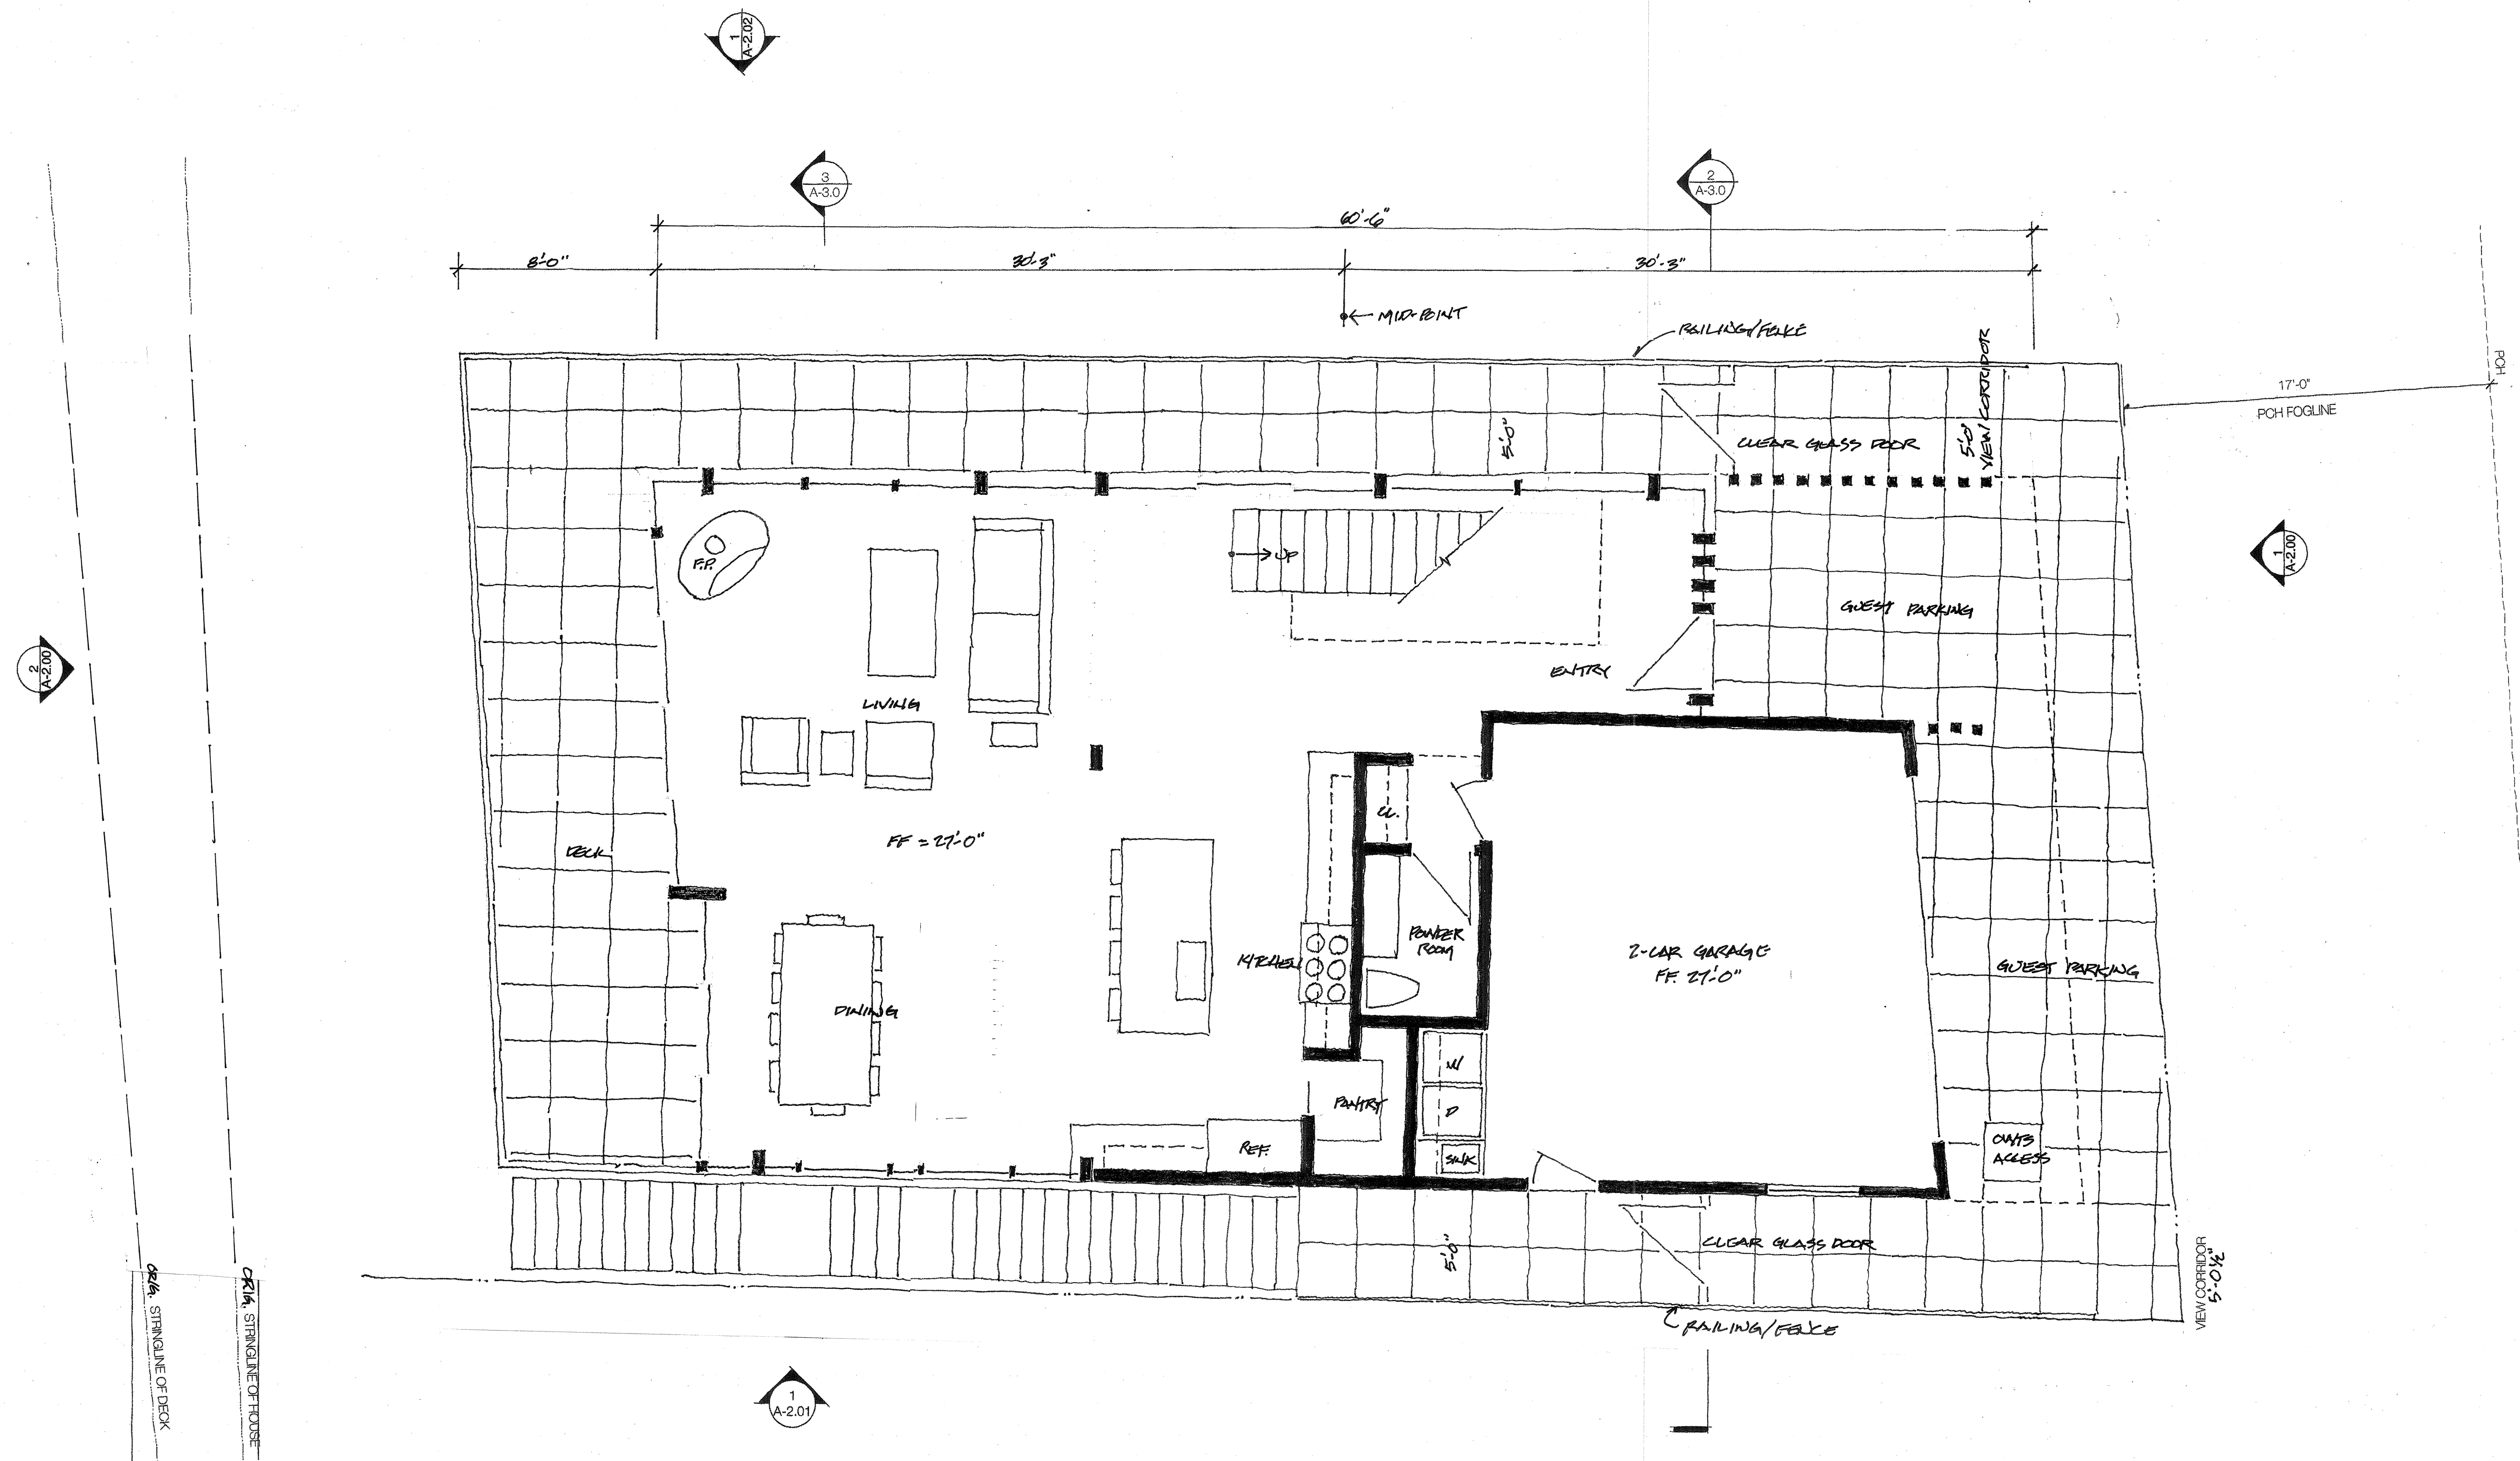 1
A-2.02
3
A-3.0
2
A-3.0
60'-6"
8'-0"
30'-3"
30'-3"
MID-POINT
RAILING/FENCE
PCH
17'-0"
PCH FOGLINE
5'-0"
CLEAR GLASS DOOR
5'-0"
VIEW CORRIDOR
F.P.
UP
1
A-2.00
GUEST PARKING
2
A-2.00
ENTRY
LIVING
CL.
FF = 27'-0"
DECK
POWDER
ROOM
KITCHEN
2-CAR GARAGE
FF. 27'-0"
GUEST PARKING
DINING
W
D
PANTRY
REF.
SINK
OWTS
ACCESS
5'-0"
CLEAR GLASS DOOR
VIEW CORRIDOR
5'-0½"
RAILING/FENCE
ORIG. STRINGLINE OF DECK
ORIG. STRINGLINE OF HOUSE
1
A-2.01